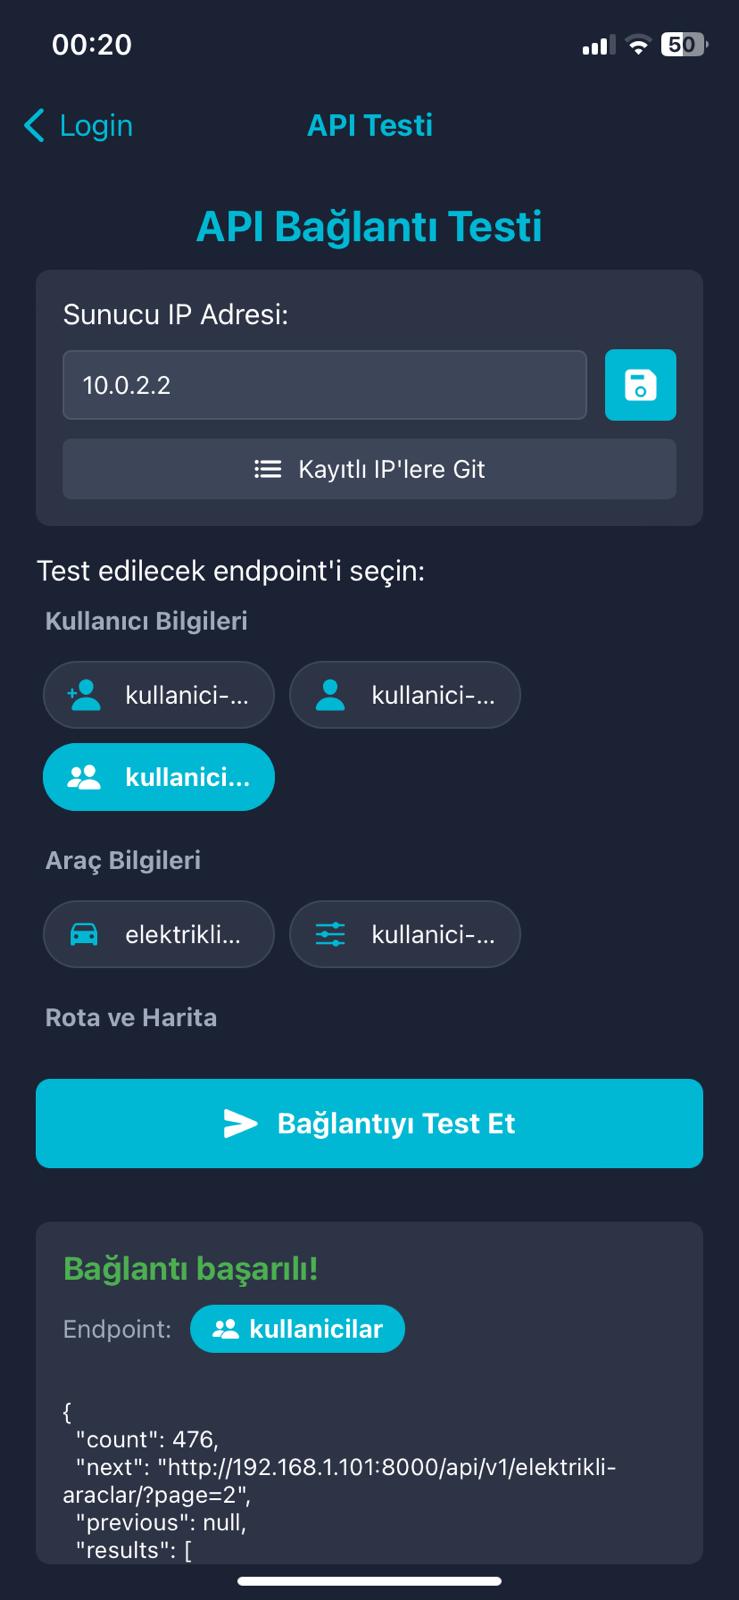 00:20
50
Login
API Testi
API Bağlantı Testi
Sunucu IP Adresi:
10.0.2.2
Kayıtlı IP'lere Git
Test edilecek endpoint'i seçin:
Kullanıcı Bilgileri
kullanici-... kullanici-...
kullanici...
Araç Bilgileri
elektrikli... kullanici-...
Rota ve Harita
Bağlantıyı Test Et
Bağlantı başarılı!
Endpoint: kullanicilar
{
"count": 476,
"next": "http://192.168.1.101:8000/api/v1/elektrikli-
araclar/?page=2",
"previous": null,
"results": [